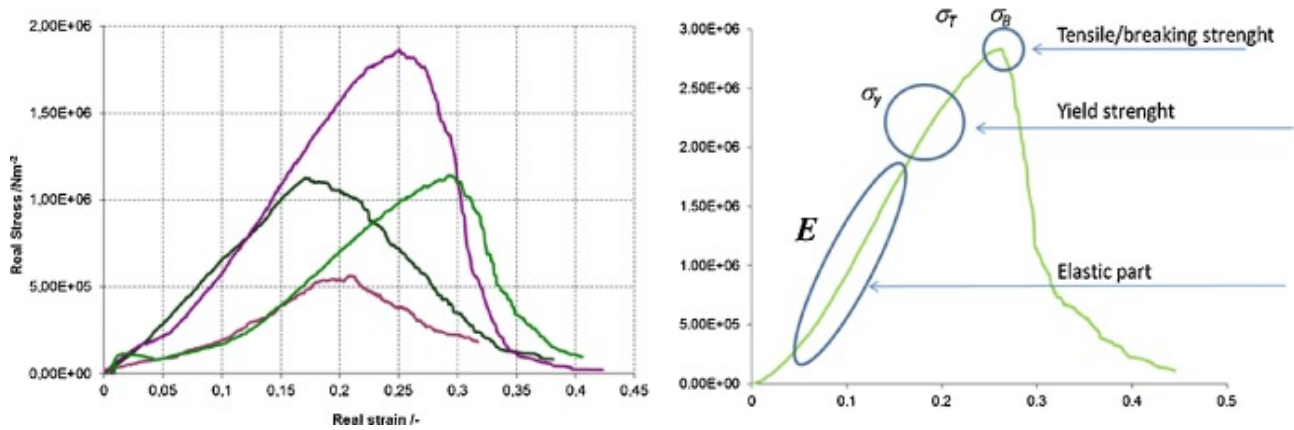 2.00E+06
1.50E+06
1.00E+06
5.00E+05
0.00E+00
0 0,05 0,1 0,15 0,2 0,25 0,3 0,35 0,4 0,45
Real Stress /Nm-2
Real strain /-
3.00E+06
2.50E+06
3.00E+06
2.00E+06
1.50E+06
1.00E+06
5.00E+05
0.00E+00
0 0.1 0.2 0.3 0.4 0.5
σT σB
Tensile/breaking strenght
σy
Yield strenght
E
Elastic part